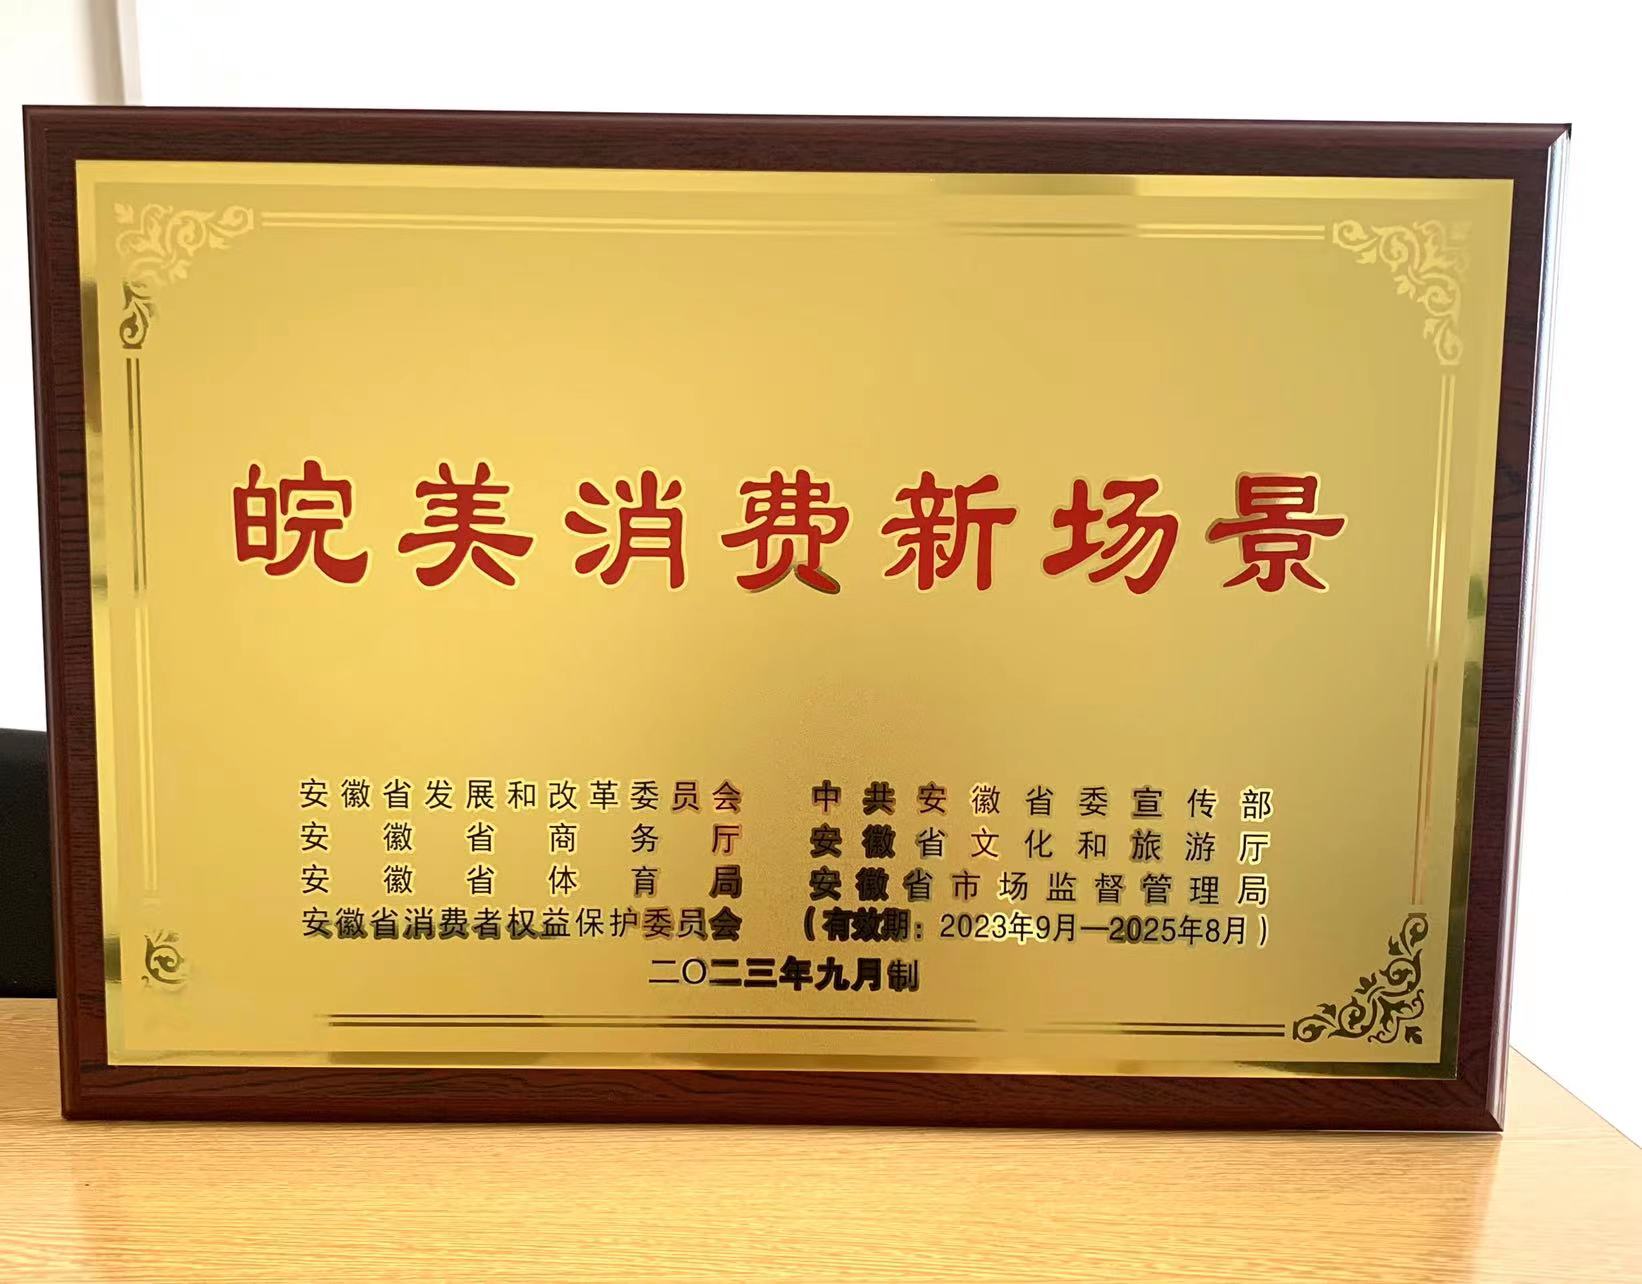 皖美消费新场景
安徽省发展和改革委员会 中共安徽省委宣传部
安徽省商务厅 安徽省文化和旅游厅
安徽省体育局 安徽省市场监督管理局
安徽省消费者权益保护委员会 (有效期：2023年9月—2025年8月)
二〇二三年九月制